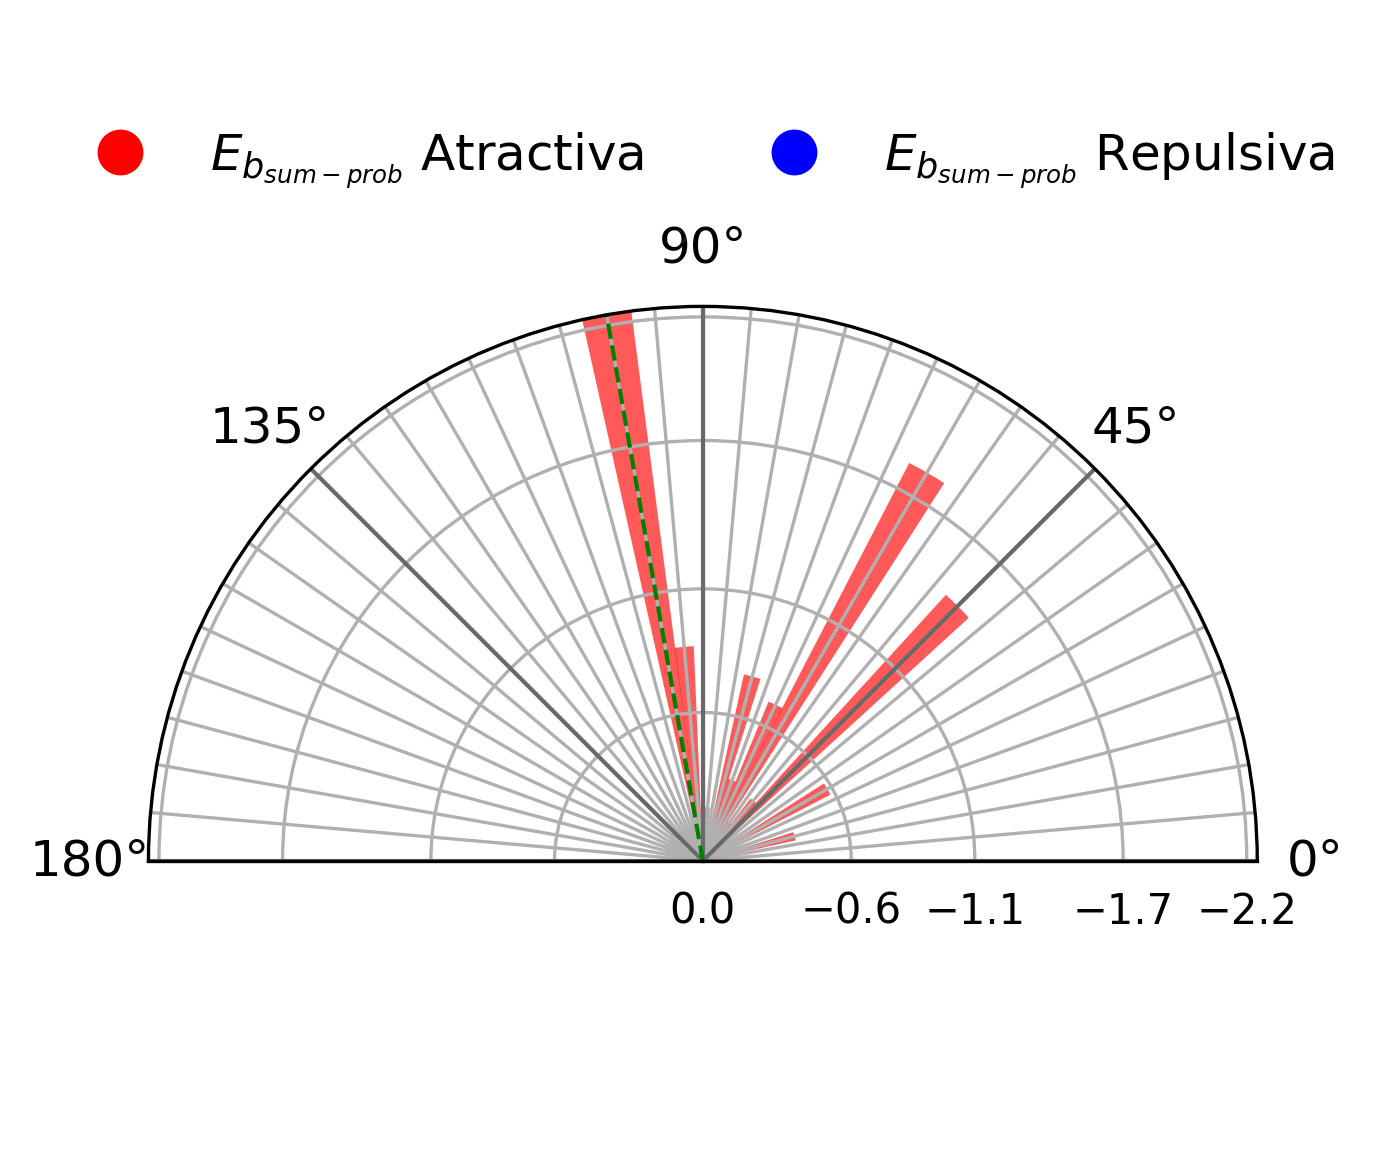 E_{b_{sum-prob}} Atractiva E_{b_{sum-prob}} Repulsiva
90°
135° 45°
180° 0°
0.0 −0.6 −1.1 −1.7 −2.2